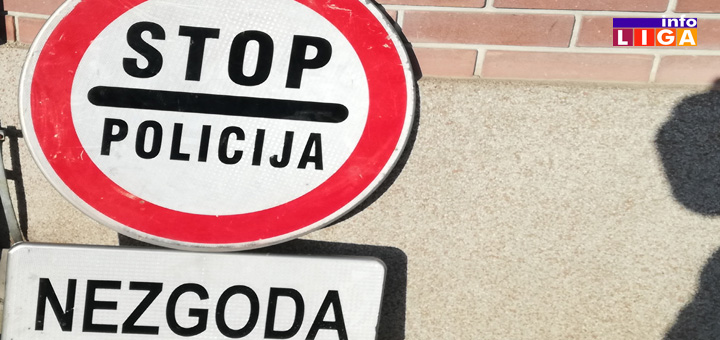 STOP
POLICIJA
NEZGODA
info
LIGA